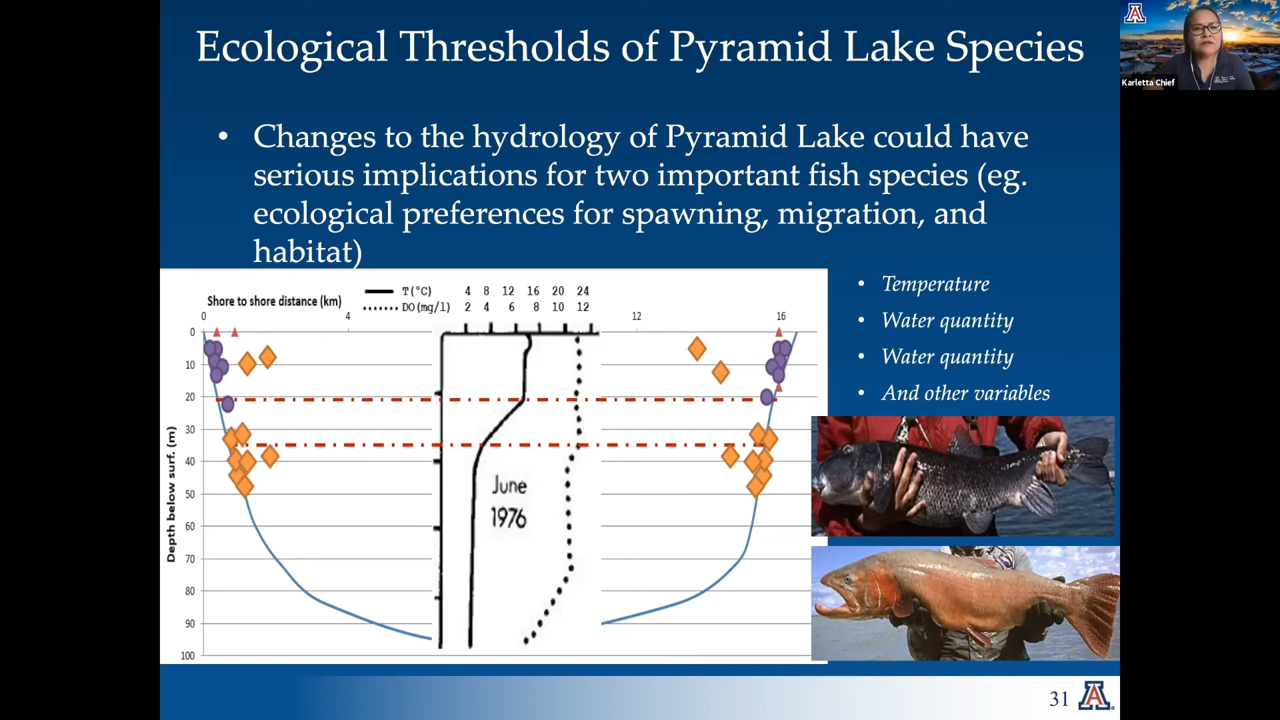 Ecological Thresholds of Pyramid Lake Species
Karletta Chief
• Changes to the hydrology of Pyramid Lake could have
serious implications for two important fish species (eg.
ecological preferences for spawning, migration, and
habitat)
• Temperature
• Water quantity
• Water quantity
• And other variables
Shore to shore distance (km)
T(°C) 4 8 12 16 20 24
DO(mg/l) 2 4 6 8 10 12
0 4 12 16
Depth below surf. (m)
0
10
20
30
40
50
60
70
80
90
100
June
1976
31
A